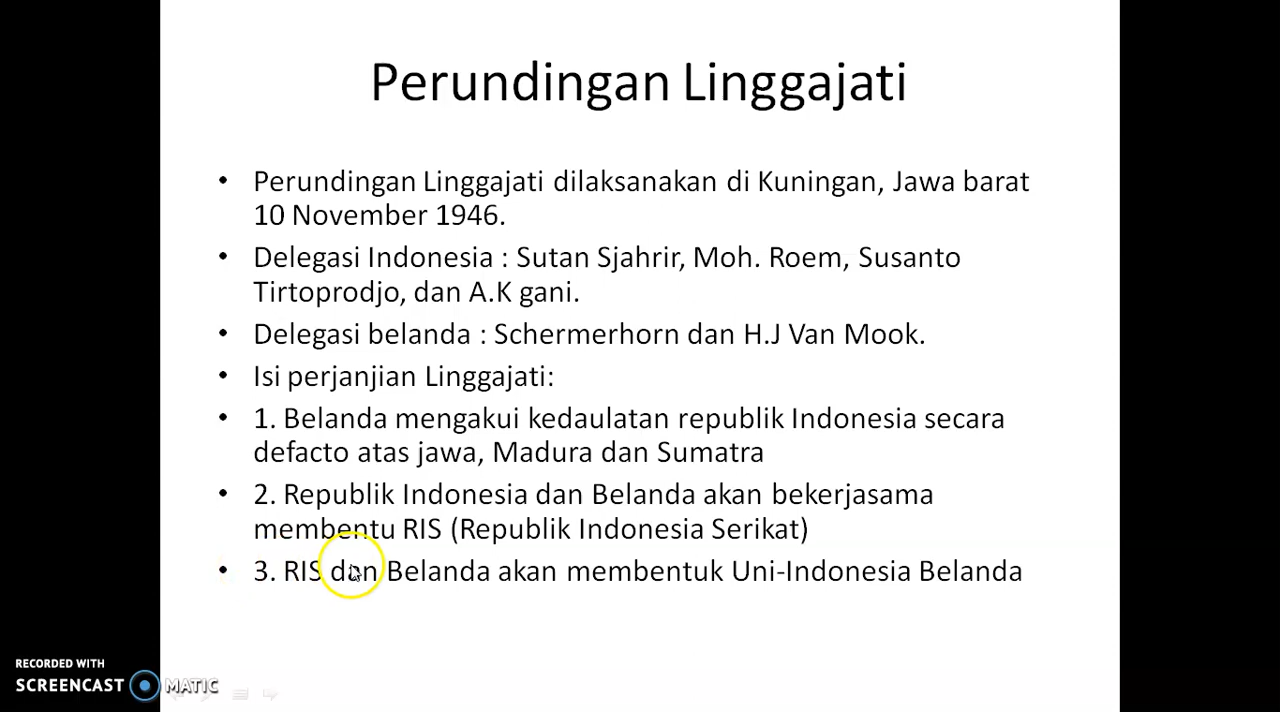 Perundingan Linggajati
• Perundingan Linggajati dilaksanakan di Kuningan, Jawa barat
10 November 1946.
• Delegasi Indonesia : Sutan Sjahrir, Moh. Roem, Susanto
Tirtoprodjo, dan A.K gani.
• Delegasi belanda : Schermerhorn dan H.J Van Mook.
• Isi perjanjian Linggajati:
• 1. Belanda mengakui kedaulatan republik Indonesia secara
defacto atas jawa, Madura dan Sumatra
• 2. Republik Indonesia dan Belanda akan bekerjasama
membentu RIS (Republik Indonesia Serikat)
• 3. RIS dan Belanda akan membentuk Uni-Indonesia Belanda
RECORDED WITH
SCREENCAST MATIC